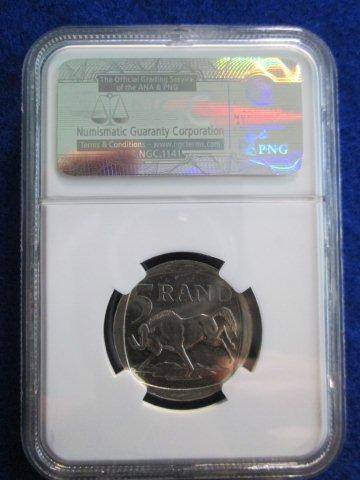 The Official Grading Service
of the ANA & PNG
Numismatic Guaranty Corporation
Terms & Conditions – www.ngcterms.com
NGC.1141
PNG
5 RAND